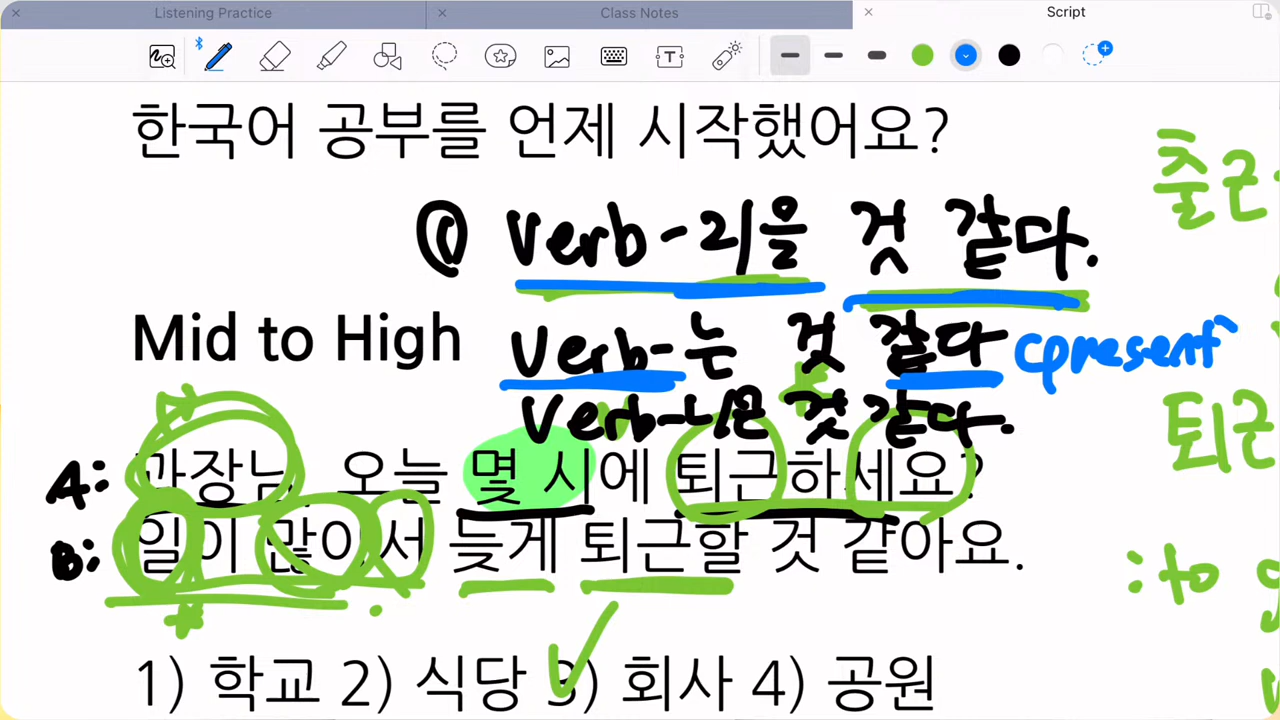 Listening Practice
Class Notes
Script
한국어 공부를 언제 시작했어요?
출근
@ Verb-ㄹ/을 것 같다.
Mid to High
Verb-는 것 같다 (present
Verb-ㄴ/은 것 같다.
퇴근
A: 과장님, 오늘 몇 시에 퇴근하세요?
B: 일이 많아서 늦게 퇴근할 것 같아요.
: to
1) 학교 2) 식당 3) 회사 4) 공원